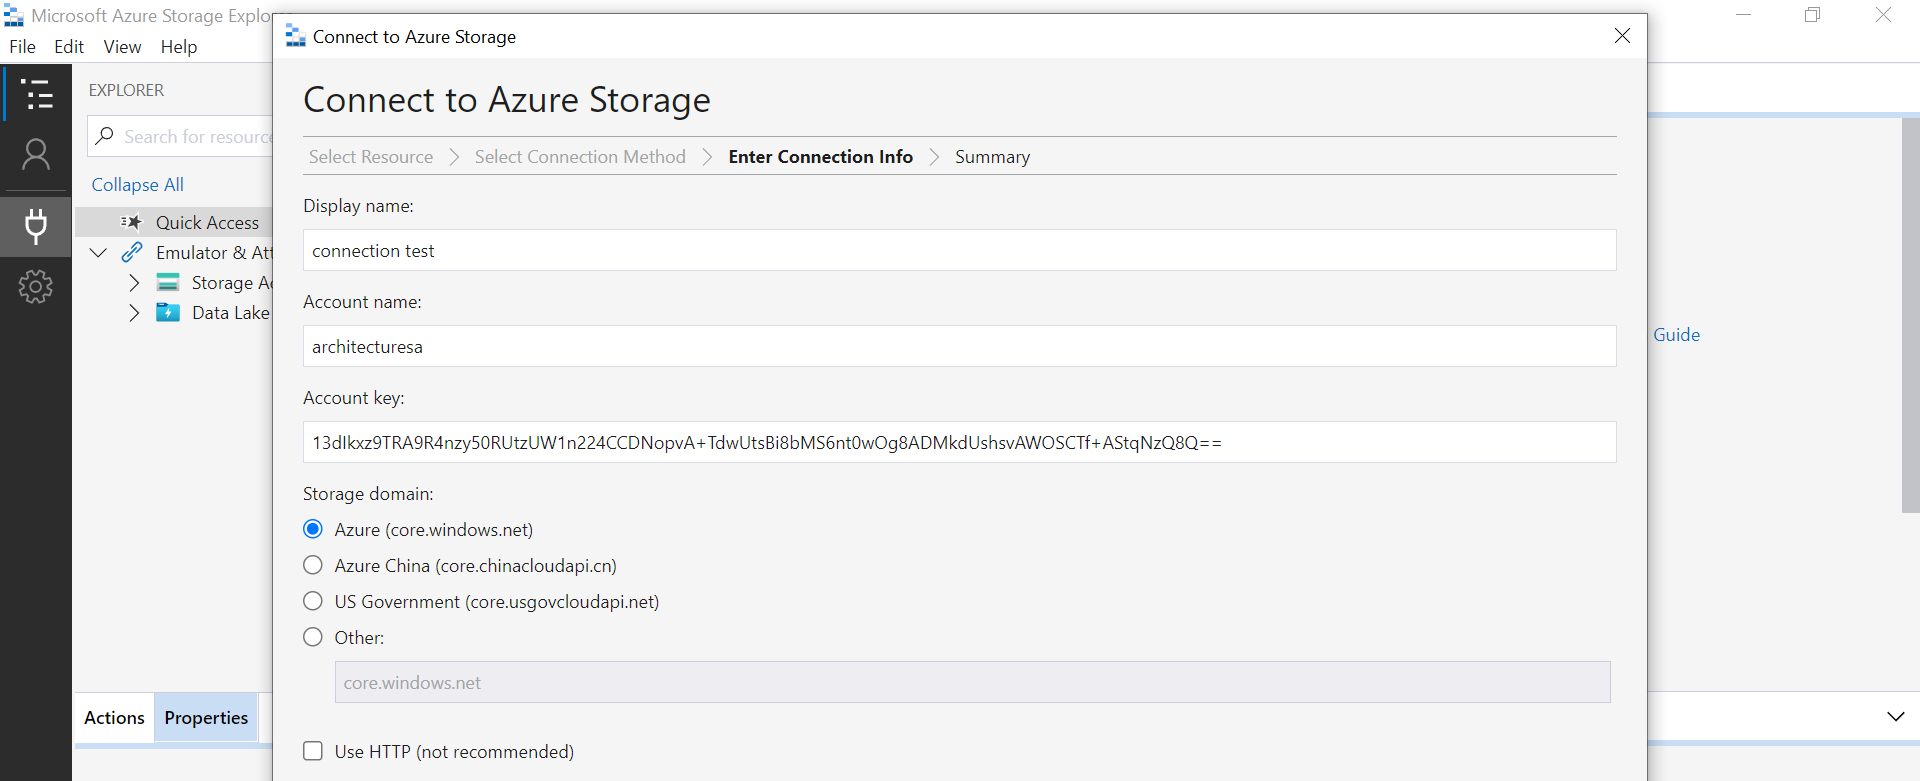 Microsoft Azure Storage Explo
File Edit View Help
EXPLORER
Search for resource
Collapse All
Quick Access
Emulator & Att
Storage Ac
Data Lake
Actions Properties
Connect to Azure Storage
Connect to Azure Storage
Select Resource > Select Connection Method > Enter Connection Info > Summary
Display name:
connection test
Account name:
architecturesa
Account key:
13dIkxz9TRA9R4nzy50RUtzUW1n224CCDNopvA+TdwUtsBi8bMS6nt0wOg8ADMkdUshsvAWOSCTf+AStqNzQ8Q==
Storage domain:
Azure (core.windows.net)
Azure China (core.chinacloudapi.cn)
US Government (core.usgovcloudapi.net)
Other:
core.windows.net
Use HTTP (not recommended)
Guide